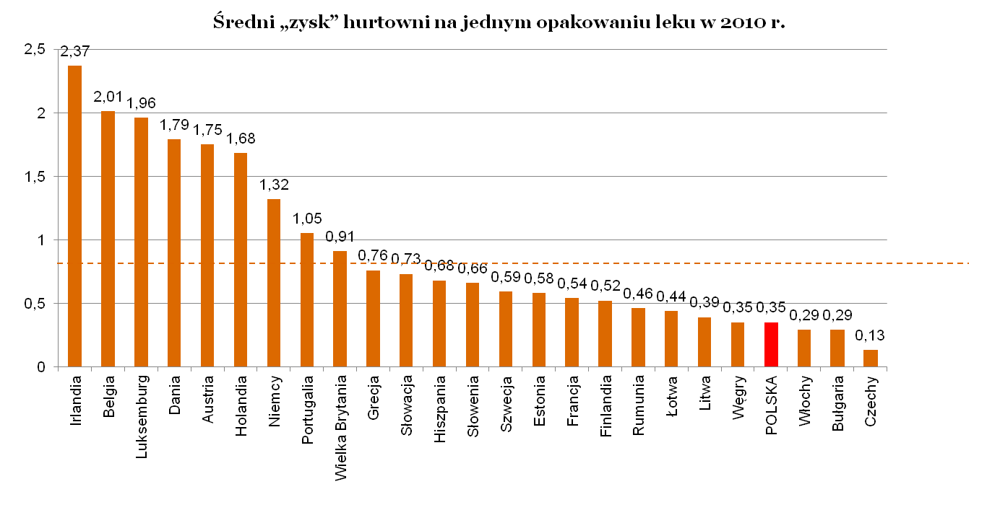 Średni „zysk” hurtowni na jednym opakowaniu leku w 2010 r.
2,5
2
1,5
1
0,5
0
2,37
2,01
1,96
1,79
1,75
1,68
1,32
1,05
0,91
0,76
0,73
0,68
0,66
0,59
0,58
0,54
0,52
0,46
0,44
0,39
0,35
0,35
0,29
0,29
0,13
Irlandia
Belgia
Luksemburg
Dania
Austria
Holandia
Niemcy
Portugalia
Wielka Brytania
Grecja
Słowacja
Hiszpania
Słowenia
Szwecja
Estonia
Francja
Finlandia
Rumunia
Łotwa
Litwa
Węgry
POLSKA
Włochy
Bułgaria
Czechy